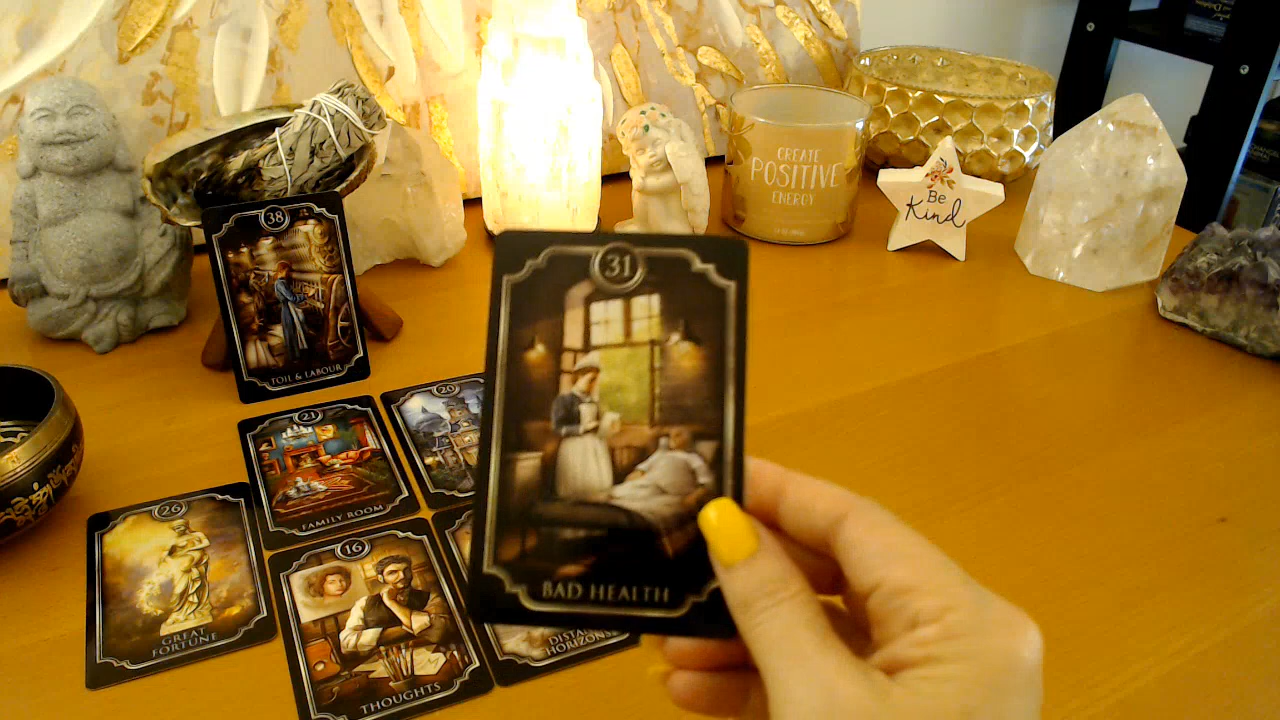 CREATE
POSITIVE
ENERGY
Be
Kind
38
TOIL & LABOUR
31
BAD HEALTH
21
FAMILY ROOM
20
26
GREAT
FORTUNE
16
THOUGHTS
HORIZONS